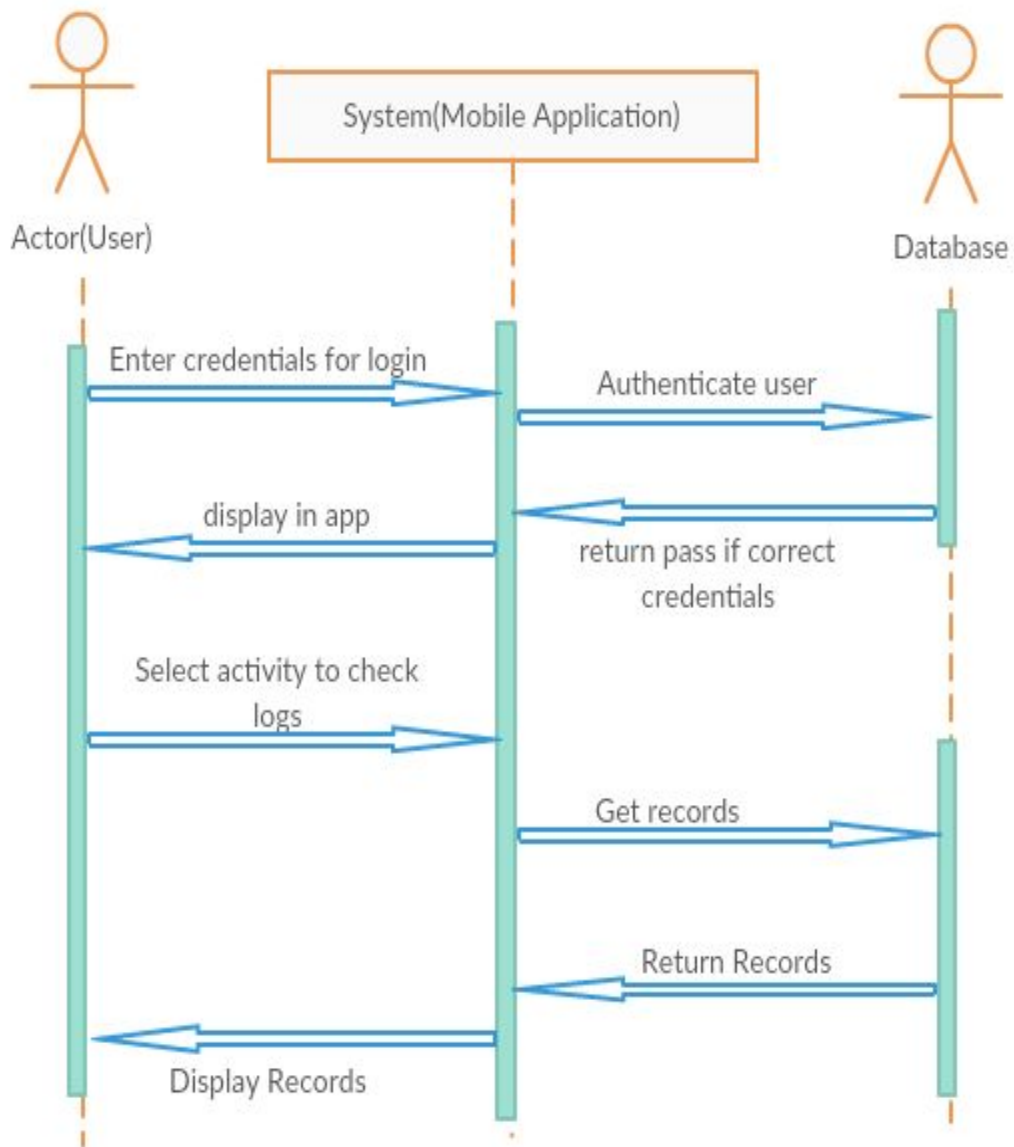 System(Mobile Application)
Actor(User)
Database
Enter credentials for login
Authenticate user
display in app
return pass if correct
credentials
Select activity to check
logs
Get records
Return Records
Display Records